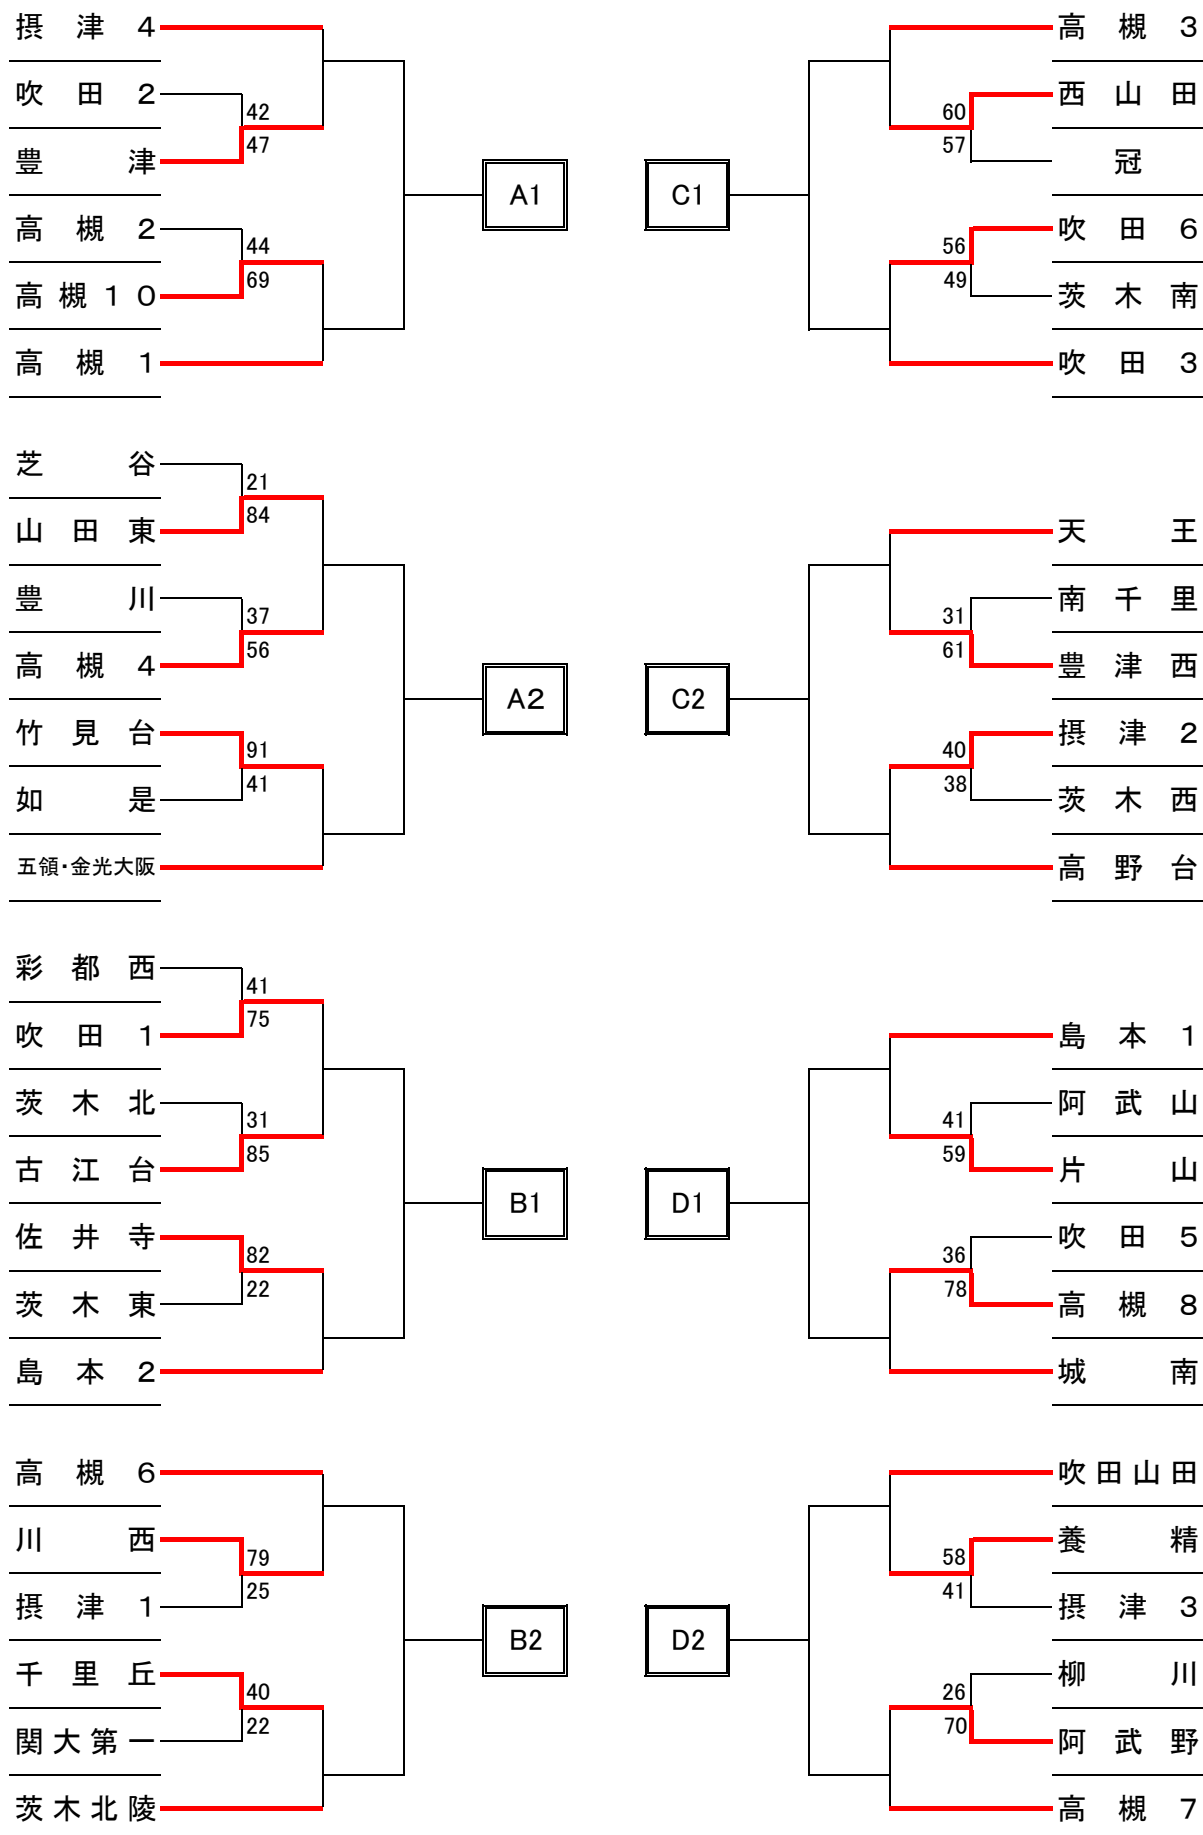 摂津4
吹田2
42
47
豊津
高槻2
44
69
高槻10
高槻1
A1
芝谷
21
84
山田東
豊川
37
56
高槻4
竹見台
91
41
如是
五領・金光大阪
A2
彩都西
41
75
吹田1
茨木北
31
85
古江台
佐井寺
82
22
茨木東
島本2
B1
高槻6
川西
79
25
摂津1
千里丘
40
22
関大第一
茨木北陵
B2
C1
高槻3
60
57
西山田
冠
56
49
吹田6
茨木南
吹田3
C2
天王
31
61
南千里
豊津西
40
38
摂津2
茨木西
高野台
D1
島本1
41
59
阿武山
片山
36
78
吹田5
高槻8
城南
D2
吹田山田
58
41
養精
摂津3
26
70
柳川
阿武野
高槻7